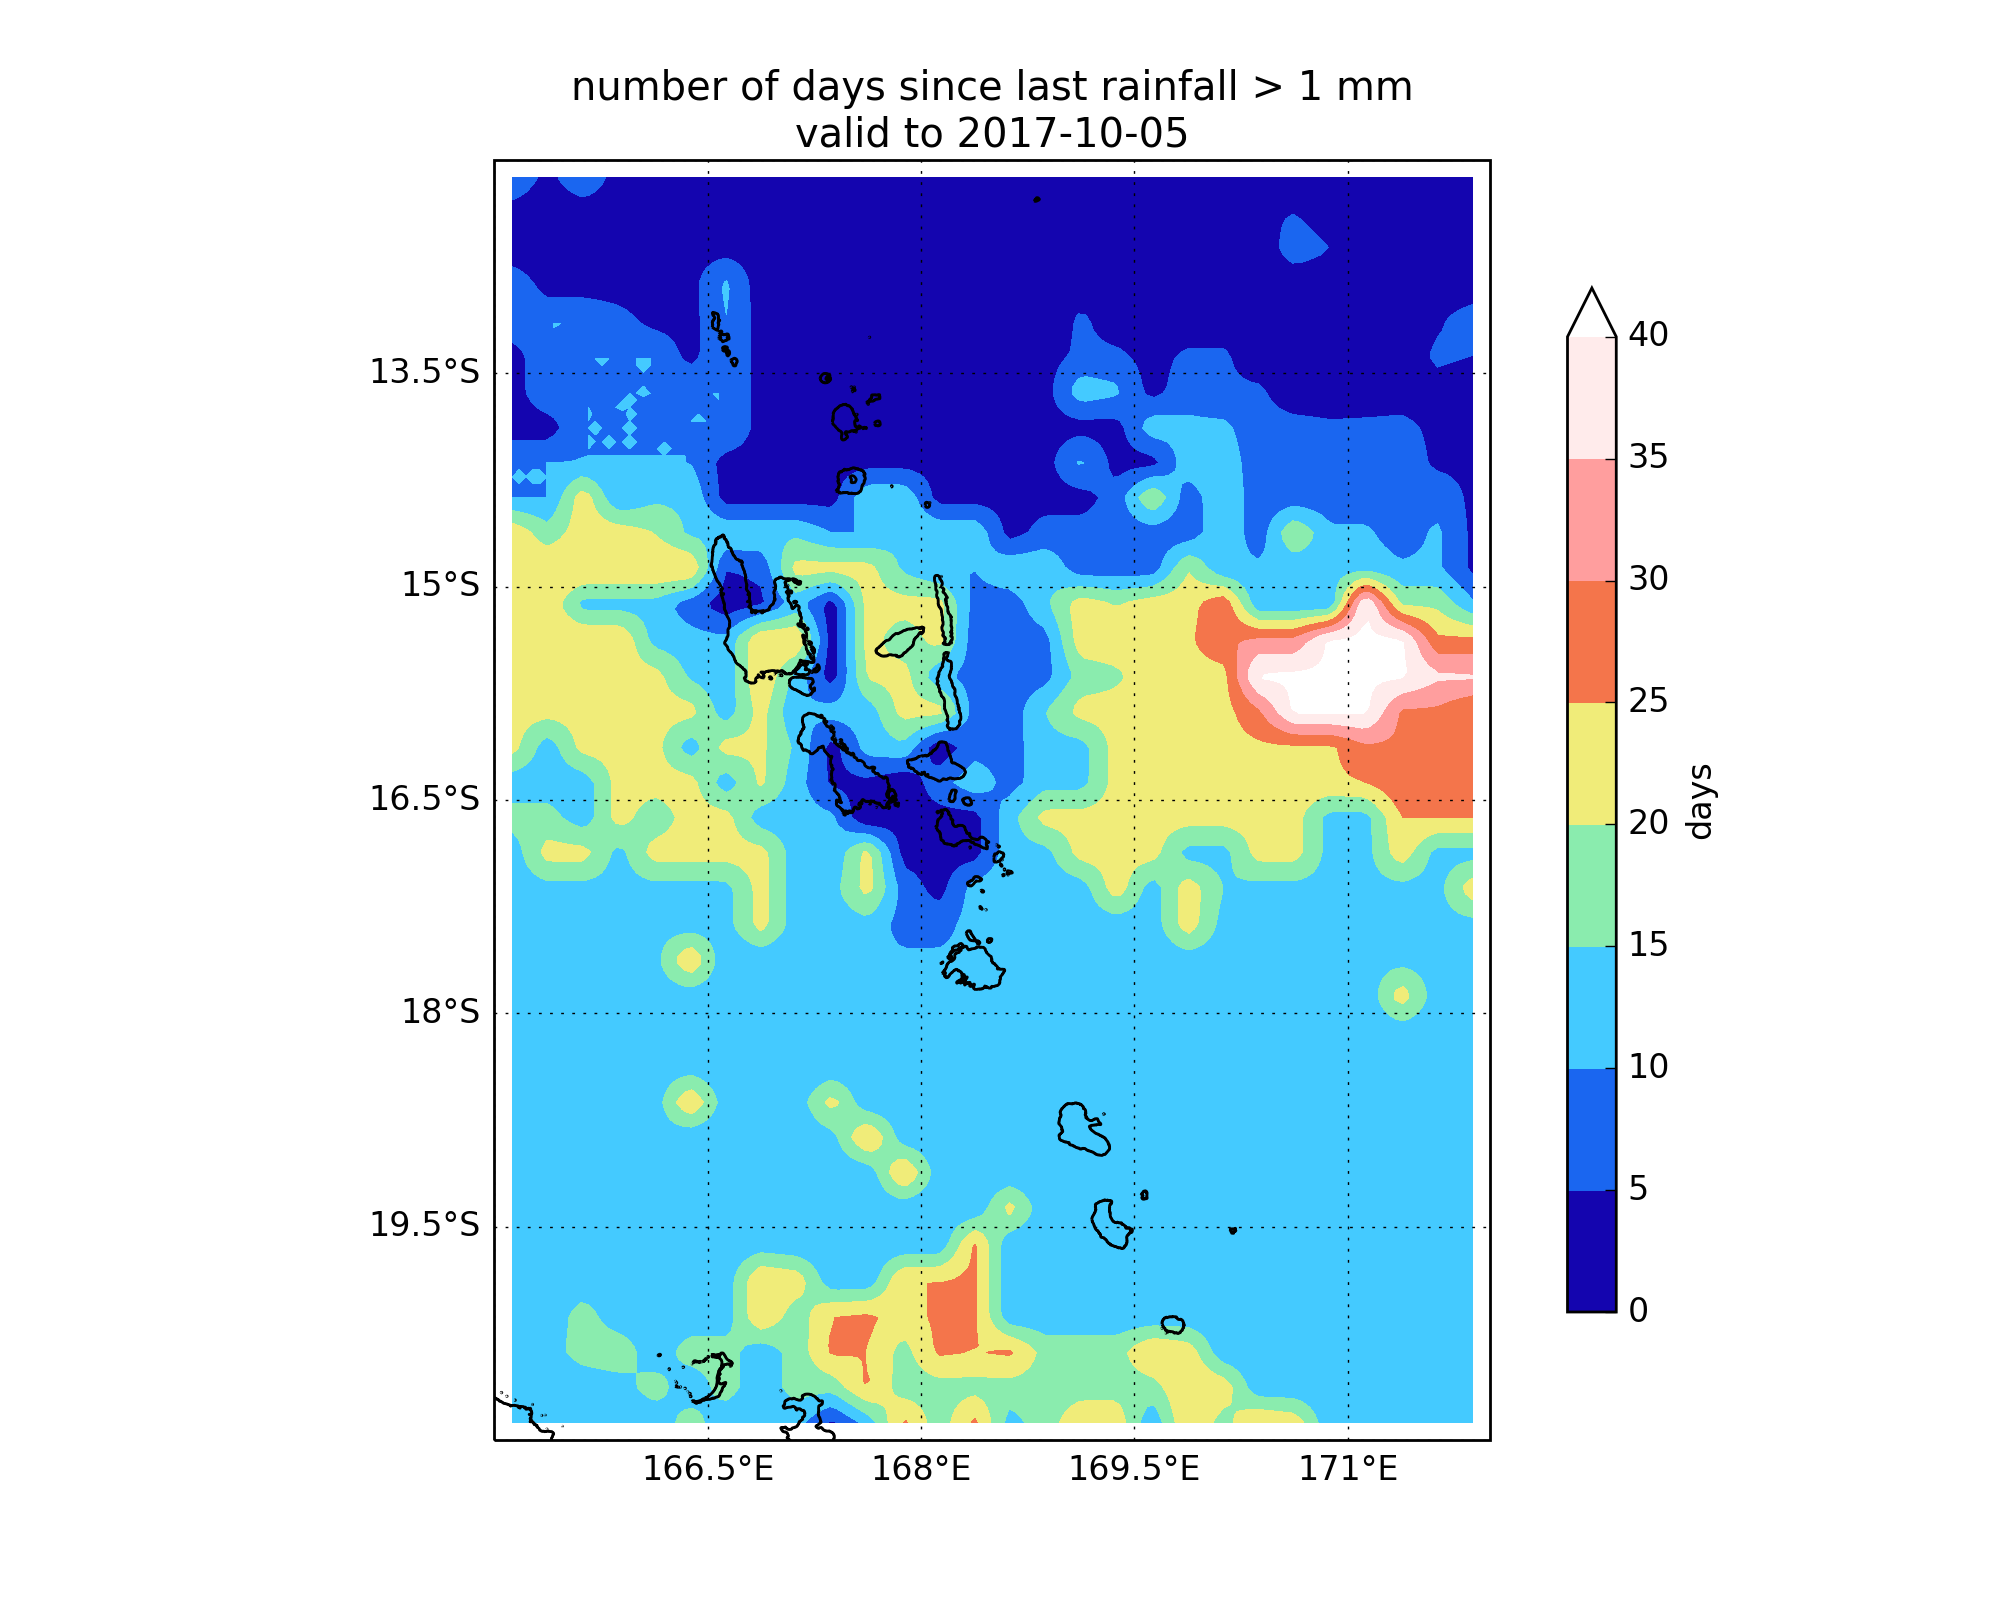 number of days since last rainfall > 1 mm
valid to 2017-10-05
13.5°S
15°S
16.5°S
18°S
19.5°S
166.5°E
168°E
169.5°E
171°E
40
35
30
25
20
15
10
5
0
days